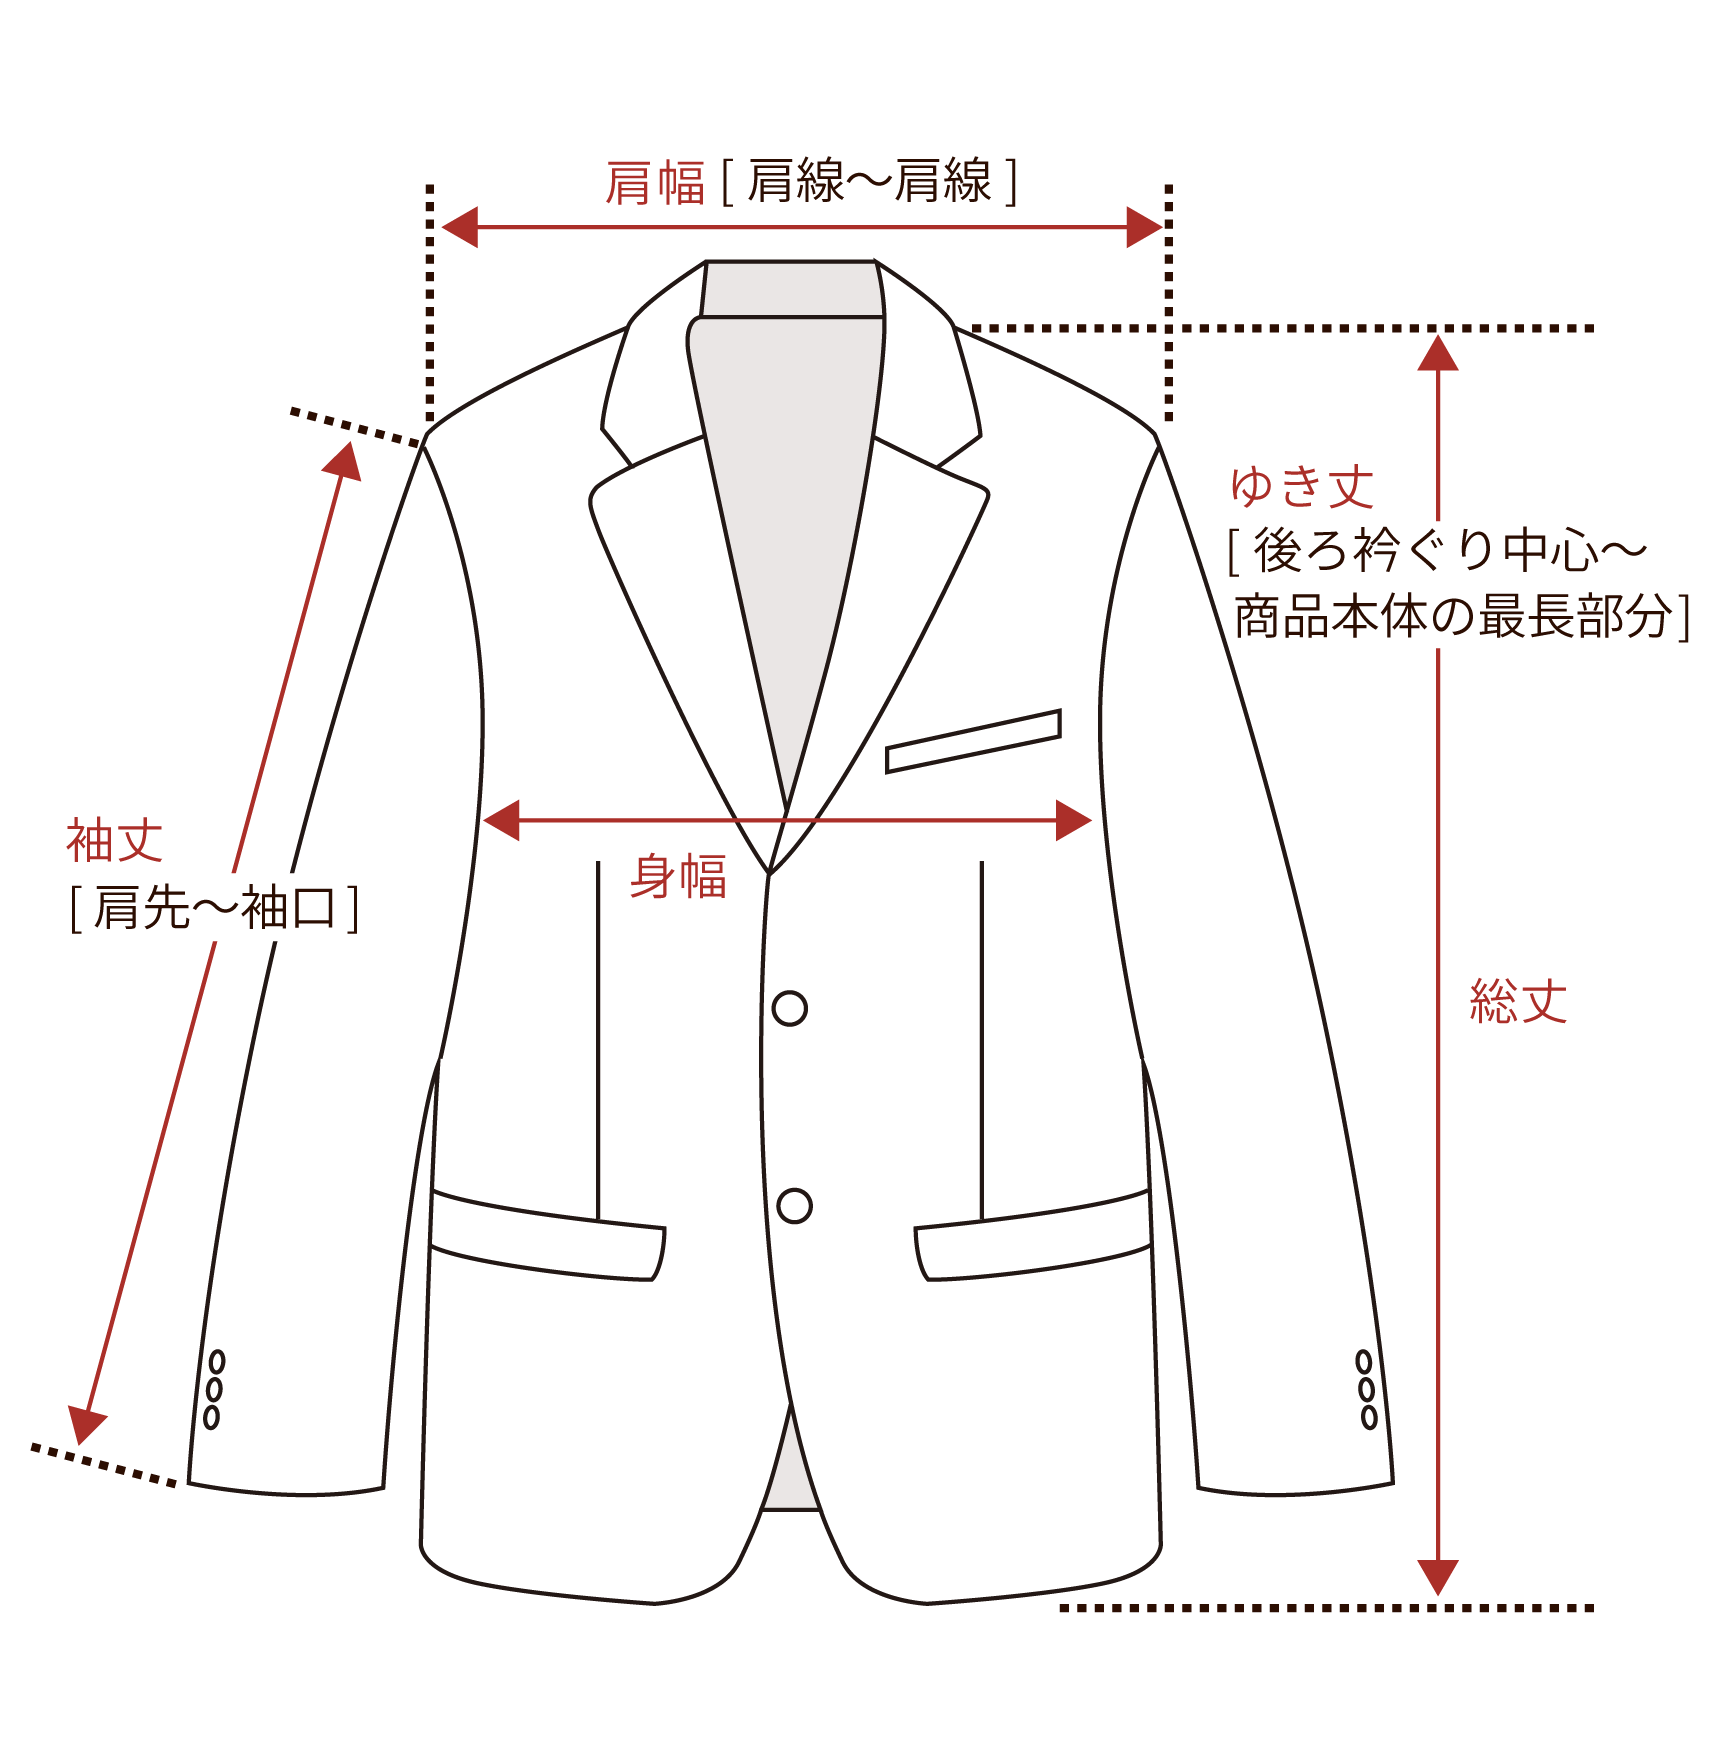 肩幅 [ 肩線～肩線 ]
ゆき丈
[ 後ろ衿ぐり中心～
商品本体の最長部分 ]
袖丈
[ 肩先～袖口 ]
身幅
総丈